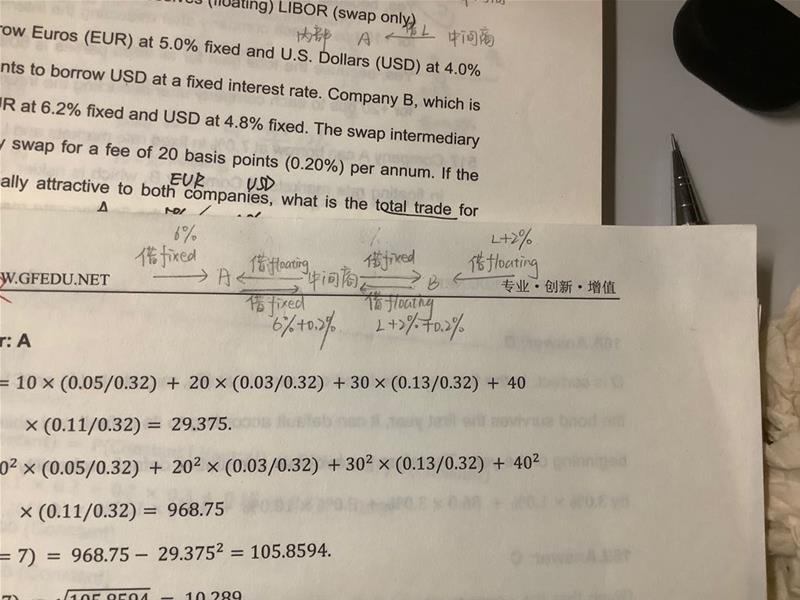 (floating) LIBOR (swap only)
内部 A ← 借L 中间商
row Euros (EUR) at 5.0% fixed and U.S. Dollars (USD) at 4.0%
nts to borrow USD at a fixed interest rate. Company B, which is
UR at 6.2% fixed and USD at 4.8% fixed. The swap intermediary
y swap for a fee of 20 basis points (0.20%) per annum. If the
EUR USD
ally attractive to both companies, what is the total trade for
A
6% L+2%
借fixed 借floating 借fixed 借floating
→ A ← 中间商 → B ←
W.GFEDU.NET 专业·创新·增值
借fixed 借floating
6%+0.2% L+2%+0.2%
r: A
= 10 × (0.05/0.32) + 20 × (0.03/0.32) + 30 × (0.13/0.32) + 40
× (0.11/0.32) = 29.375.
0² × (0.05/0.32) + 20² × (0.03/0.32) + 30² × (0.13/0.32) + 40²
× (0.11/0.32) = 968.75
= 7) = 968.75 − 29.375² = 105.8594.
√105.8594 = 10.289